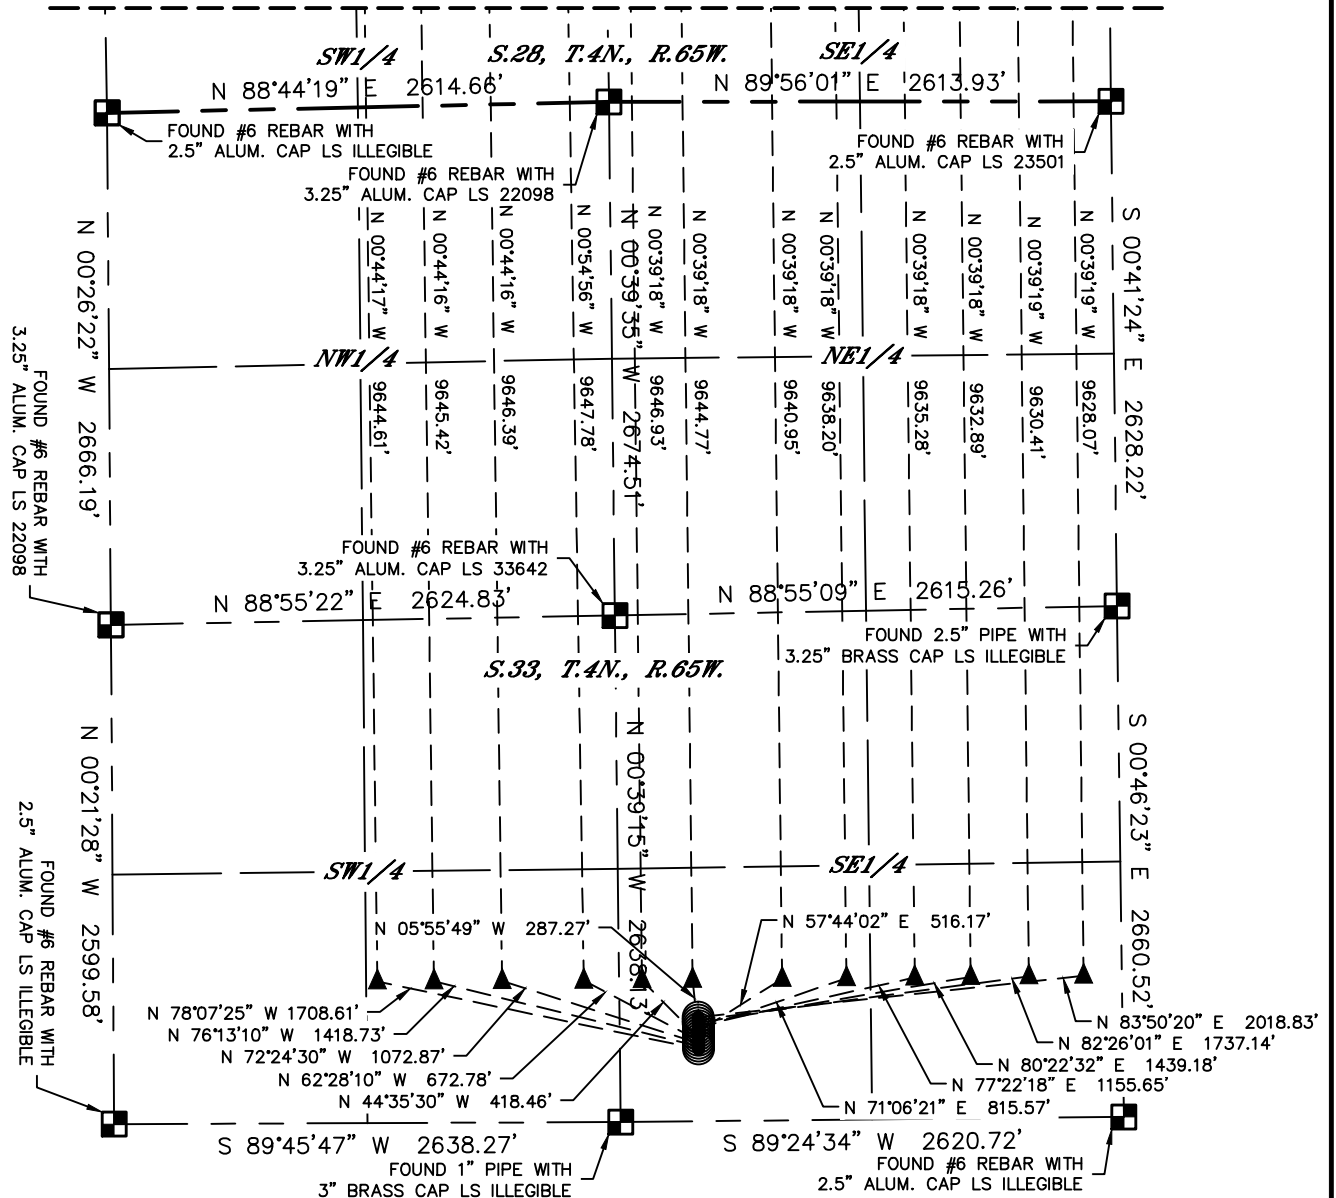 SW1/4
S.28, T.4N., R.65W.
SE1/4
N 88°44'19" E 2614.66'
N 89°56'01" E 2613.93'
FOUND #6 REBAR WITH
2.5" ALUM. CAP LS ILLEGIBLE
FOUND #6 REBAR WITH
3.25" ALUM. CAP LS 22098
FOUND #6 REBAR WITH
2.5" ALUM. CAP LS 23501
N 00°26'22" W 2666.19'
N 00°44'17" W 9644.61'
N 00°44'16" W 9645.42'
N 00°44'16" W 9646.39'
N 00°54'56" W 9647.78'
N 00°39'35" W 2674.51'
N 00°39'18" W 9646.93'
N 00°39'18" W 9644.77'
N 00°39'18" W 9640.95'
N 00°39'18" W 9638.20'
N 00°39'18" W 9635.28'
N 00°39'18" W 9632.89'
N 00°39'19" W 9630.41'
N 00°39'19" W 9628.07'
S 00°41'24" E 2628.22'
NW1/4
NE1/4
FOUND #6 REBAR WITH
3.25" ALUM. CAP LS 22098
FOUND #6 REBAR WITH
3.25" ALUM. CAP LS 33642
N 88°55'22" E 2624.83'
N 88°55'09" E 2615.26'
FOUND 2.5" PIPE WITH
3.25" BRASS CAP LS ILLEGIBLE
S.33, T.4N., R.65W.
N 00°21'28" W 2599.58'
N 00°39'15" W 2638.13
S 00°46'23" E 2660.52'
SW1/4
SE1/4
FOUND #6 REBAR WITH
2.5" ALUM. CAP LS ILLEGIBLE
N 05°55'49" W 287.27'
N 57°44'02" E 516.17'
N 78°07'25" W 1708.61'
N 76°13'10" W 1418.73'
N 72°24'30" W 1072.87'
N 62°28'10" W 672.78'
N 44°35'30" W 418.46'
N 83°50'20" E 2018.83'
N 82°26'01" E 1737.14'
N 80°22'32" E 1439.18'
N 77°22'18" E 1155.65'
N 71°06'21" E 815.57'
S 89°45'47" W 2638.27'
S 89°24'34" W 2620.72'
FOUND 1" PIPE WITH
3" BRASS CAP LS ILLEGIBLE
FOUND #6 REBAR WITH
2.5" ALUM. CAP LS ILLEGIBLE